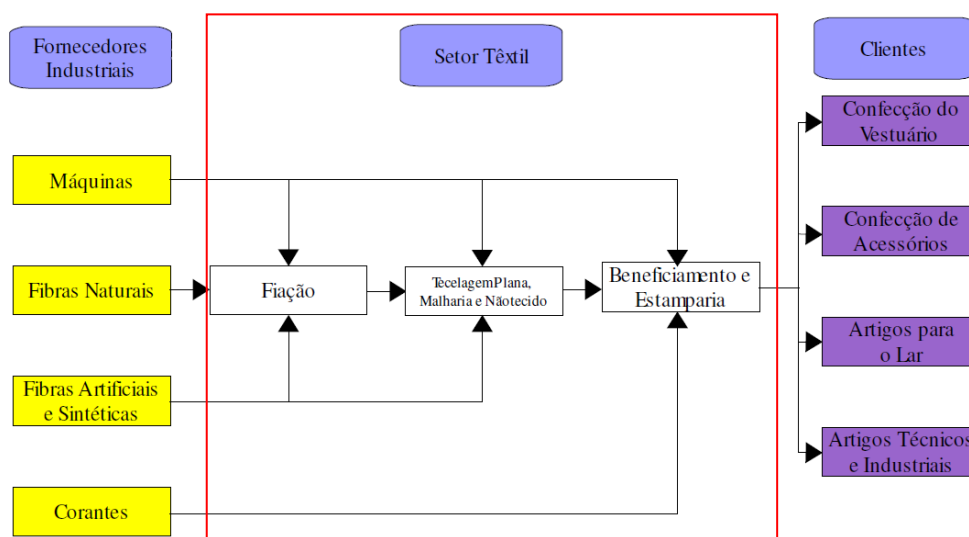 Fornecedores
Industriais
Setor Têxtil
Clientes
Máquinas
Fibras Naturais
Fibras Artificiais
e Sintéticas
Corantes
Fiação
TecelagemPlana,
Malharia e Nãotecido
Beneficiamento e
Estamparia
Confecção do
Vestuário
Confecção de
Acessórios
Artigos para
o Lar
Artigos Técnicos
e Industriais